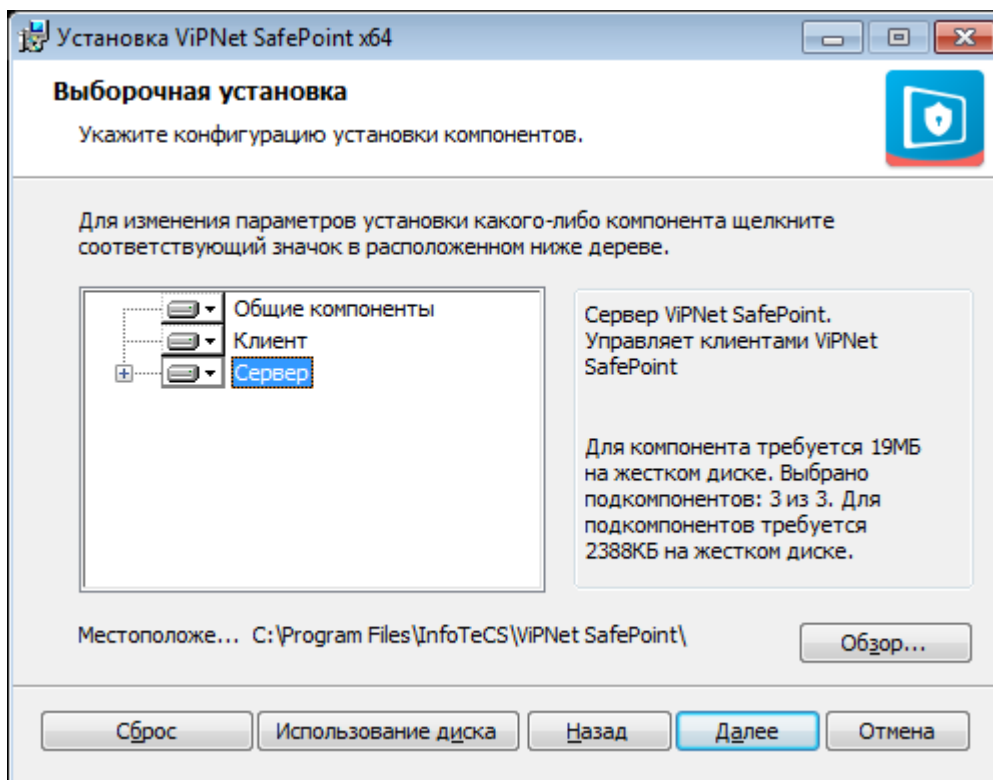 Установка ViPNet SafePoint x64
Выборочная установка
Укажите конфигурацию установки компонентов.
Для изменения параметров установки какого-либо компонента щелкните
соответствующий значок в расположенном ниже дереве.
Общие компоненты
Клиент
Сервер
Сервер ViPNet SafePoint.
Управляет клиентами ViPNet
SafePoint
Для компонента требуется 19МБ
на жестком диске. Выбрано
подкомпонентов: 3 из 3. Для
подкомпонентов требуется
2388КБ на жестком диске.
Местоположе... C:\Program Files\InfoTeCS\ViPNet SafePoint\
Обзор...
Сброс
Использование диска
Назад
Далее
Отмена